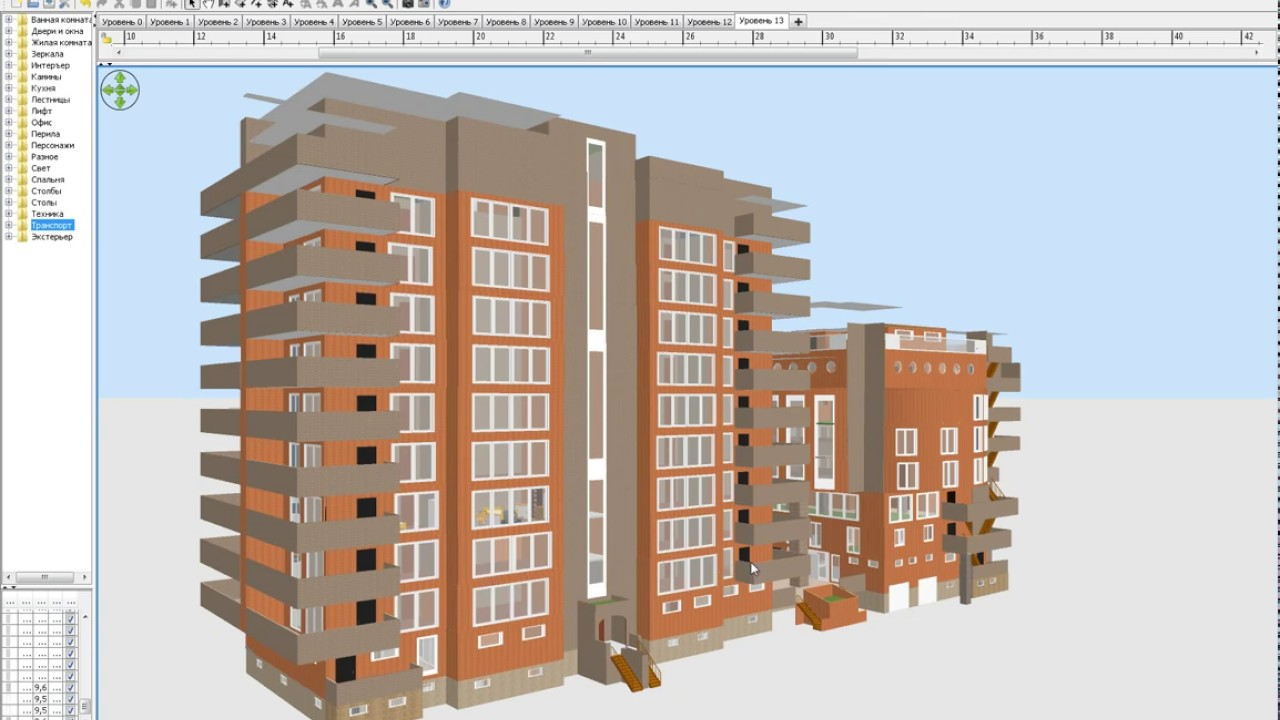 Уровень 0 Уровень 1 Уровень 2 Уровень 3 Уровень 4 Уровень 5 Уровень 6 Уровень 7 Уровень 8 Уровень 9 Уровень 10 Уровень 11 Уровень 12 Уровень 13
10 12 14 16 18 20 22 24 26 28 30 32 34 36 38 40 42
Ванная комнат
Двери и окна
Жилая комната
Зеркала
Интерьер
Камины
Кухня
Лестницы
Лифт
Офис
Перила
Персонажи
Разное
Свет
Спальня
Столбы
Столы
Техника
Транспорт
Экстерьер
... ... ... ... ...
... ...
... ...
... ...
... ...
... ...
... ...
... 9,6 ...
... 9,5 ...
... 9,5 ...